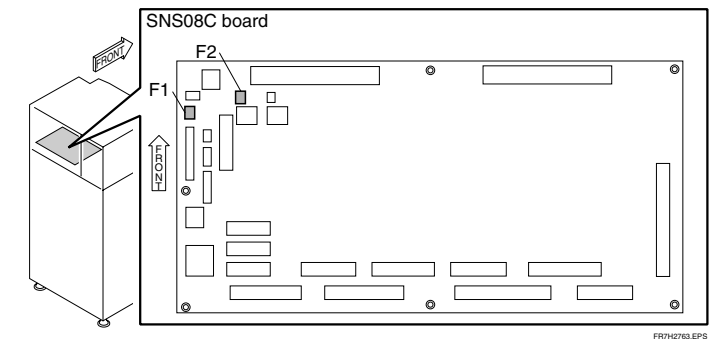 SNS08C board
FRONT
F2
F1
FRONT
FR7H2763.EPS